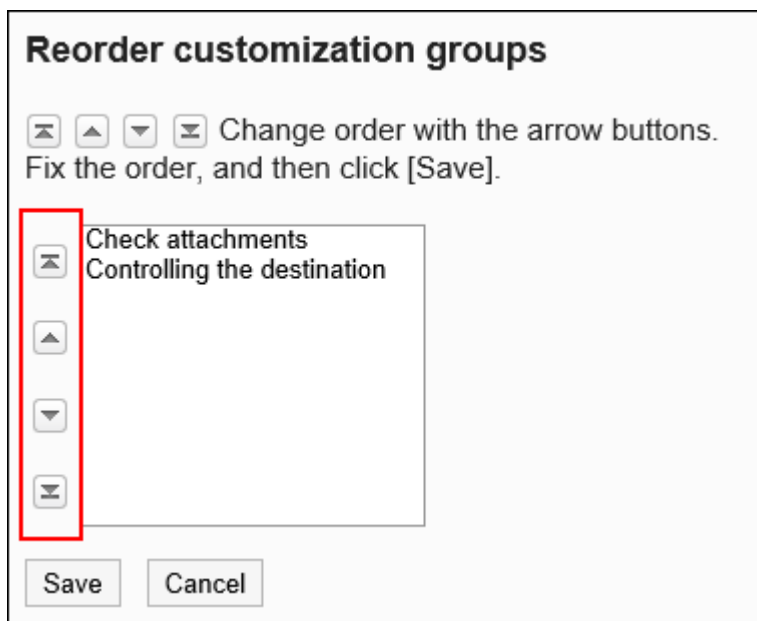 Reorder customization groups
Change order with the arrow buttons.
Fix the order, and then click [Save].
Check attachments
Controlling the destination
Save
Cancel